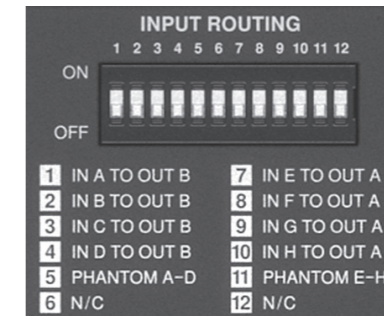 INPUT ROUTING
1 2 3 4 5 6 7 8 9 10 11 12
ON
OFF
1 IN A TO OUT B
2 IN B TO OUT B
3 IN C TO OUT B
4 IN D TO OUT B
5 PHANTOM A-D
6 N/C
7 IN E TO OUT A
8 IN F TO OUT A
9 IN G TO OUT A
10 IN H TO OUT A
11 PHANTOM E-H
12 N/C